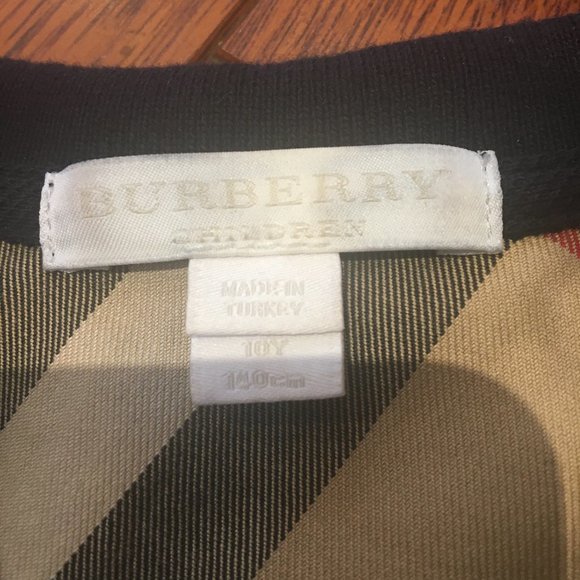 BURBERRY
CHILDREN
MADE IN
TURKEY
10Y
140cm